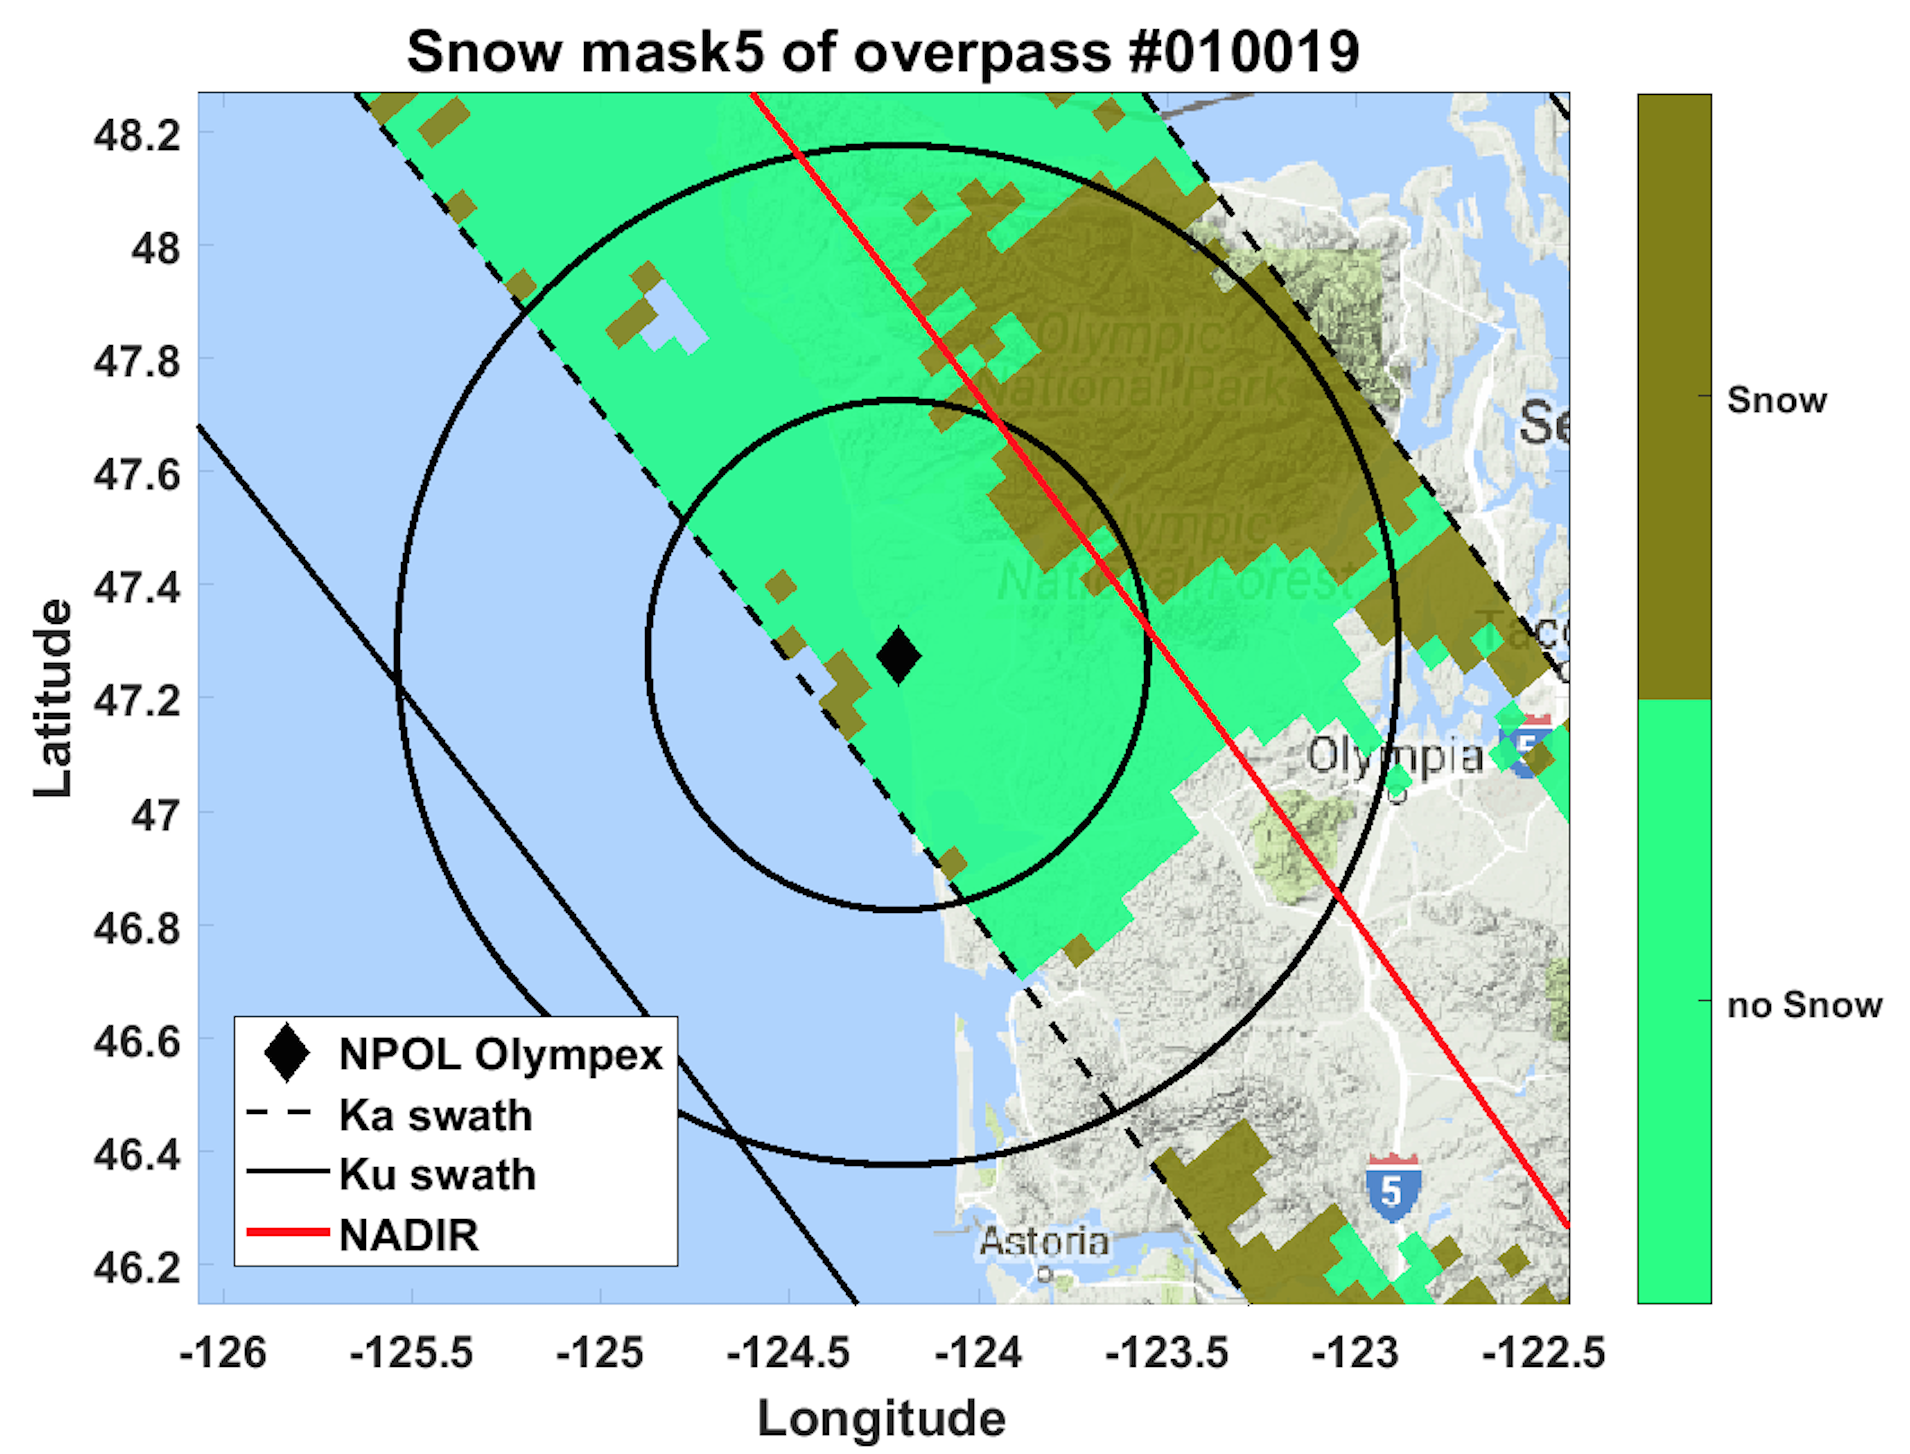 Snow mask5 of overpass #010019
48.2
48
47.8
47.6
47.4
47.2
47
46.8
46.6
46.4
46.2
Latitude
Olympic
National Park
Olympic
National Forest
Se
Taco
Olympia
5
5
Astoria
NPOL Olympex
Ka swath
Ku swath
NADIR
-126
-125.5
-125
-124.5
-124
-123.5
-123
-122.5
Longitude
Snow
no Snow